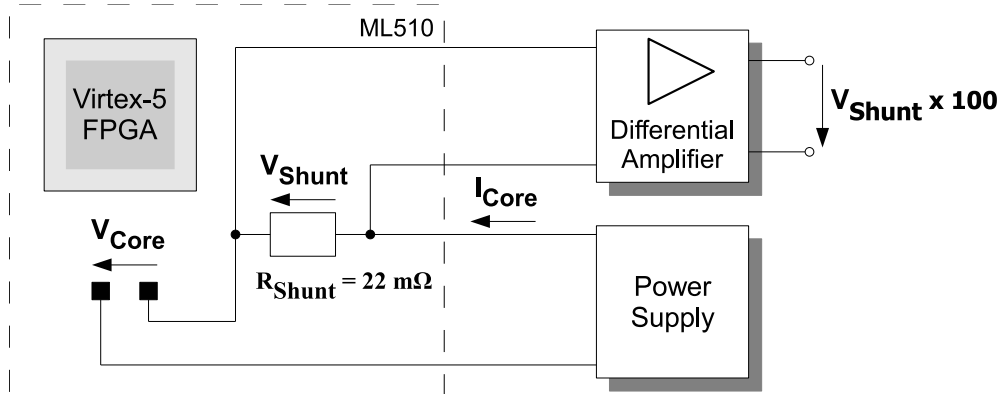 ML510
Virtex-5
FPGA
Differential
Amplifier
VShunt x 100
VShunt
ICore
VCore
RShunt = 22 mΩ
Power
Supply